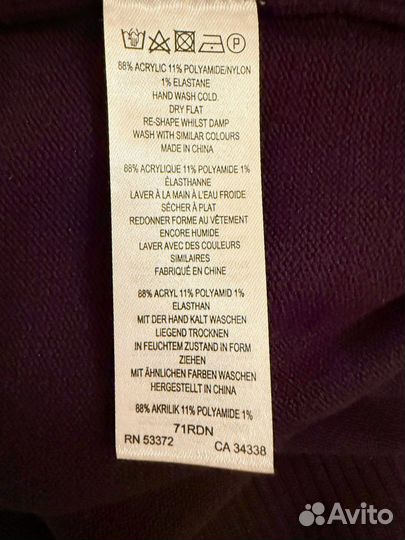 88% ACRYLIC 11% POLYAMIDE/NYLON
1% ELASTANE
HAND WASH COLD.
DRY FLAT
RE-SHAPE WHILST DAMP
WASH WITH SIMILAR COLOURS
MADE IN CHINA
88% ACRYLIQUE 11% POLYAMIDE 1%
ÉLASTHANNE
LAVER À LA MAIN À L'EAU FROIDE
SÉCHER À PLAT
REDONNER FORME AU VÊTEMENT
ENCORE HUMIDE
LAVER AVEC DES COULEURS
SIMILAIRES
FABRIQUÉ EN CHINE
88% ACRYL 11% POLYAMID 1%
ELASTHAN
MIT DER HAND KALT WASCHEN
LIEGEND TROCKNEN
IN FEUCHTEM ZUSTAND IN FORM
ZIEHEN
MIT ÄHNLICHEN FARBEN WASCHEN
HERGESTELLT IN CHINA
88% AKRILIK 11% POLYAMIDE 1%
71RDN
RN 53372 CA 34338
Avito